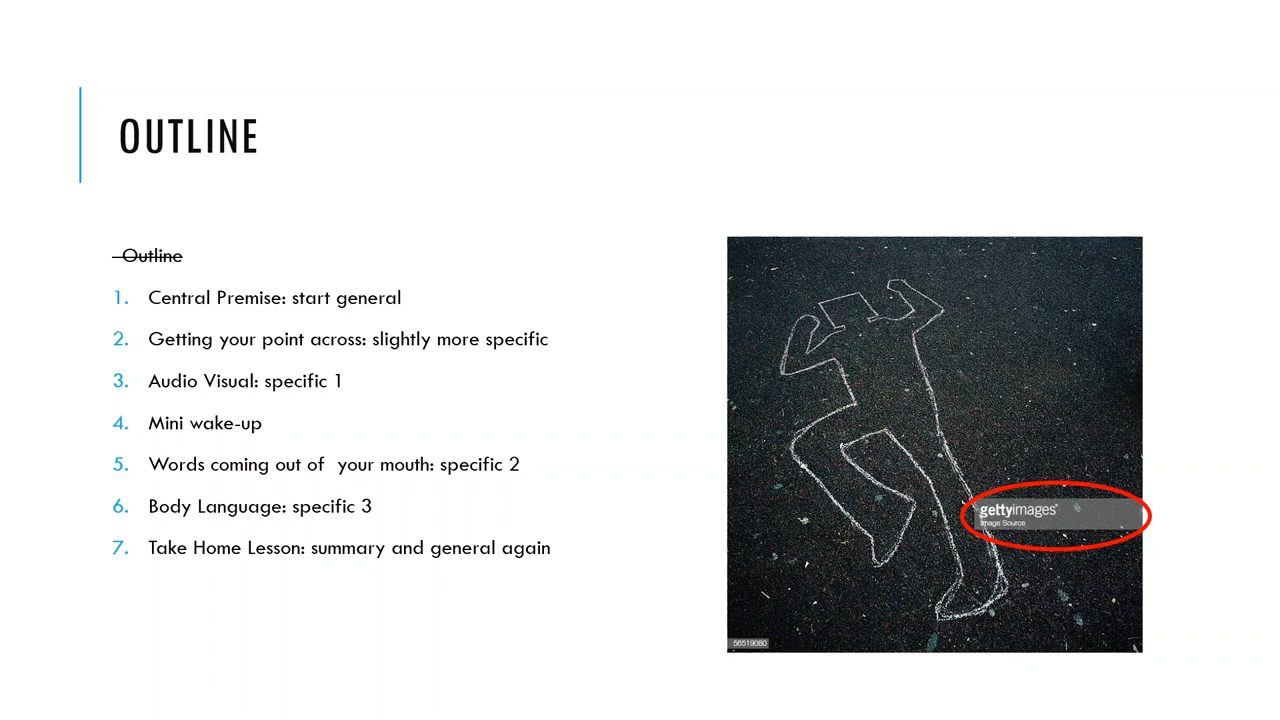 OUTLINE
Outline
1. Central Premise: start general
2. Getting your point across: slightly more specific
3. Audio Visual: specific 1
4. Mini wake-up
5. Words coming out of  your mouth: specific 2
6. Body Language: specific 3
7. Take Home Lesson: summary and general again
gettyimages®
Image Source
56519080